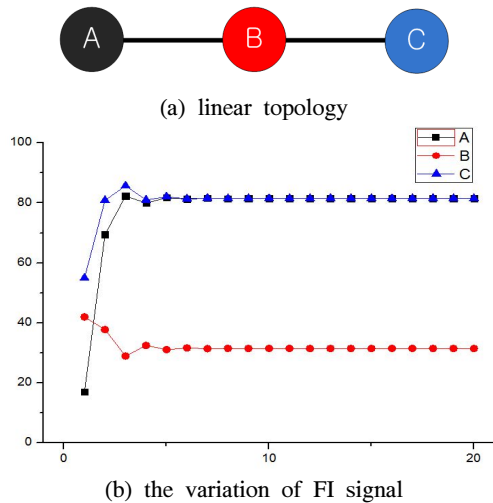 A B C
(a) linear topology
100
80
60
40
20
0
0 10 20
A
B
C
(b) the variation of FI signal